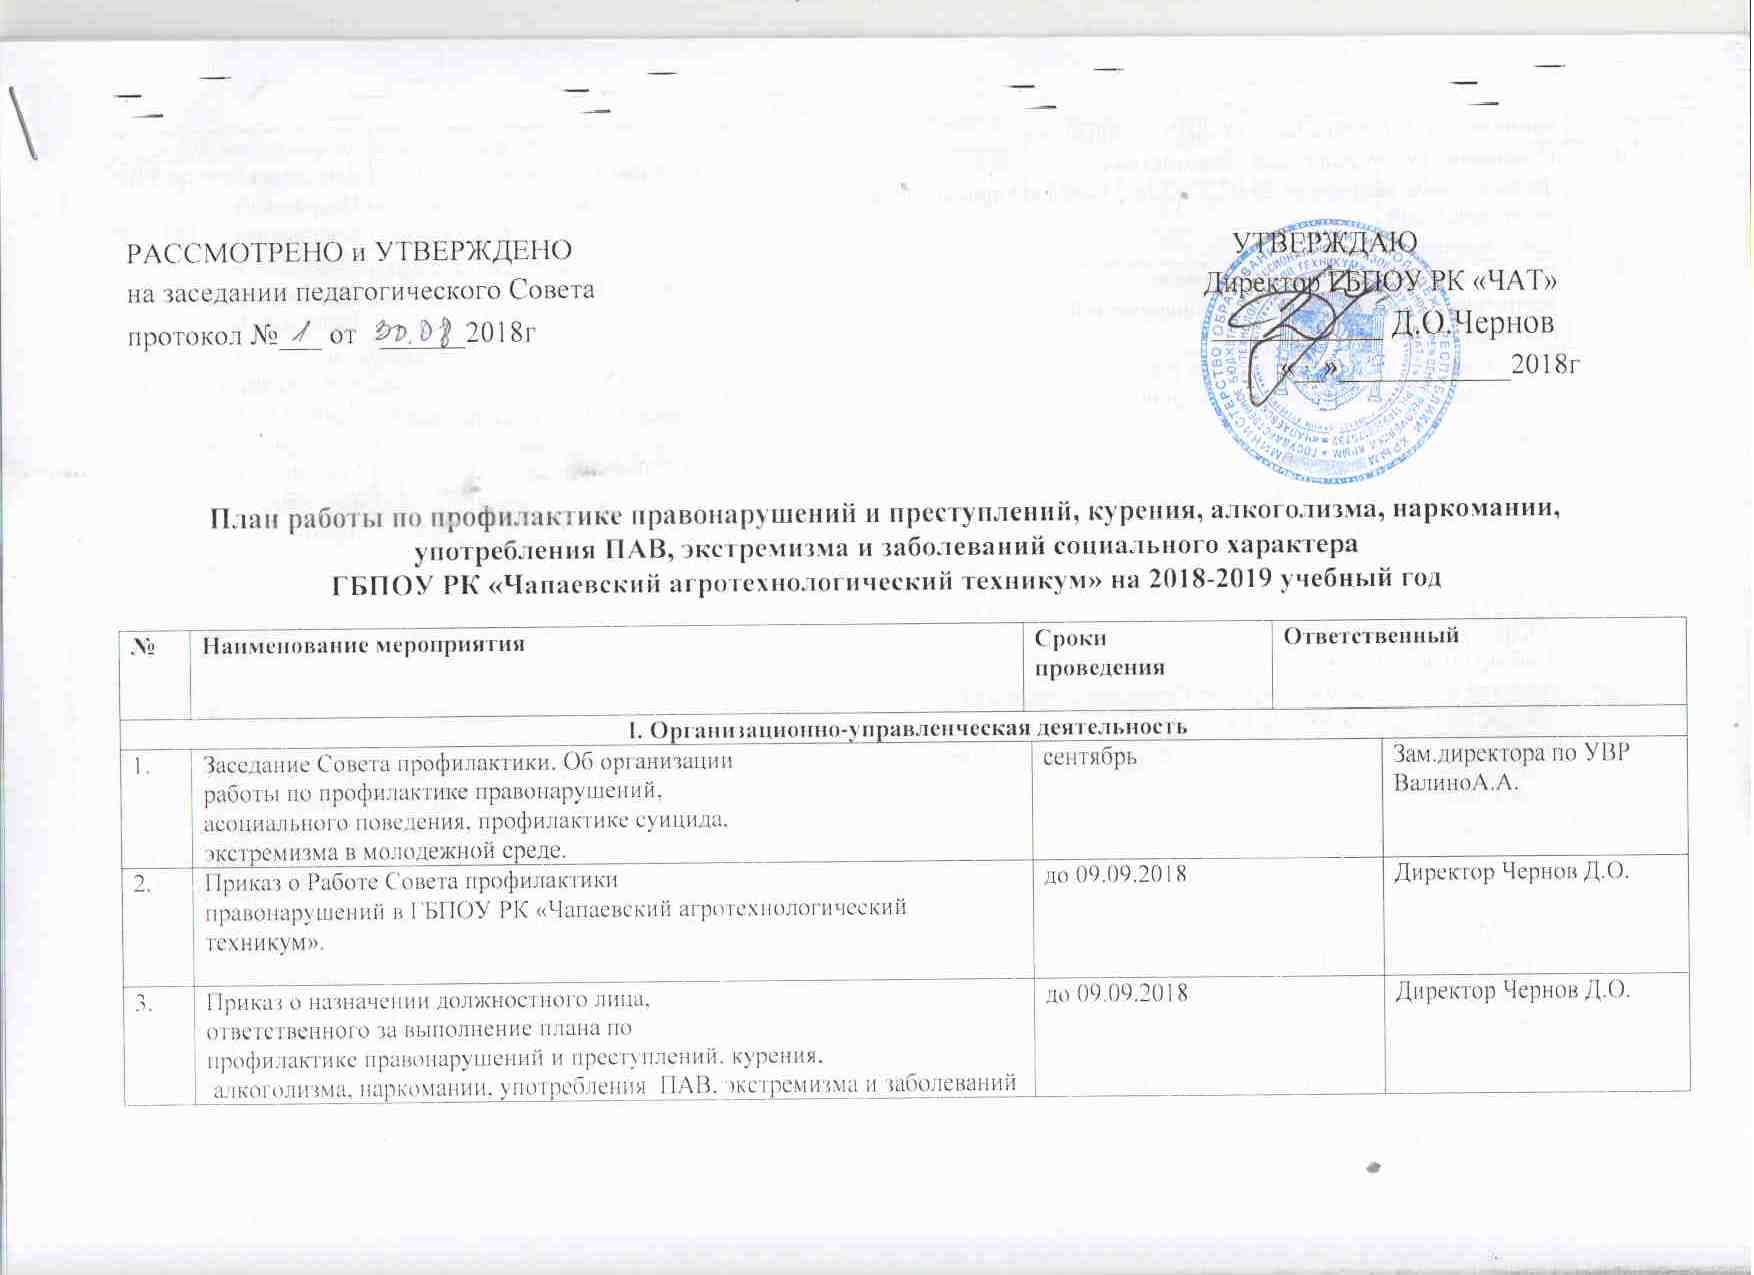 РАССМОТРЕНО и УТВЕРЖДЕНО
на заседании педагогического Совета
протокол № 1 от 30.08 2018г
УТВЕРЖДАЮ
Директор ГБПОУ РК «ЧАТ»
____________ Д.О.Чернов
«__»____________2018г
План работы по профилактике правонарушений и преступлений, курения, алкоголизма, наркомании,
употребления ПАВ, экстремизма и заболеваний социального характера
ГБПОУ РК «Чапаевский агротехнологический техникум» на 2018-2019 учебный год
№ Наименование мероприятия Сроки проведения Ответственный
I. Организационно-управленческая деятельность
1. Заседание Совета профилактики. Об организации сентябрь Зам.директора по УВР
работы по профилактике правонарушений, ВалиноА.А.
асоциального поведения, профилактике суицида,
экстремизма в молодежной среде.
2. Приказ о Работе Совета профилактики до 09.09.2018 Директор Чернов Д.О.
правонарушений в ГБПОУ РК «Чапаевский агротехнологический
техникум».
3. Приказ о назначении должностного лица, до 09.09.2018 Директор Чернов Д.О.
ответственного за выполнение плана по
профилактике правонарушений и преступлений, курения,
алкоголизма, наркомании, употребления ПАВ, экстремизма и заболеваний